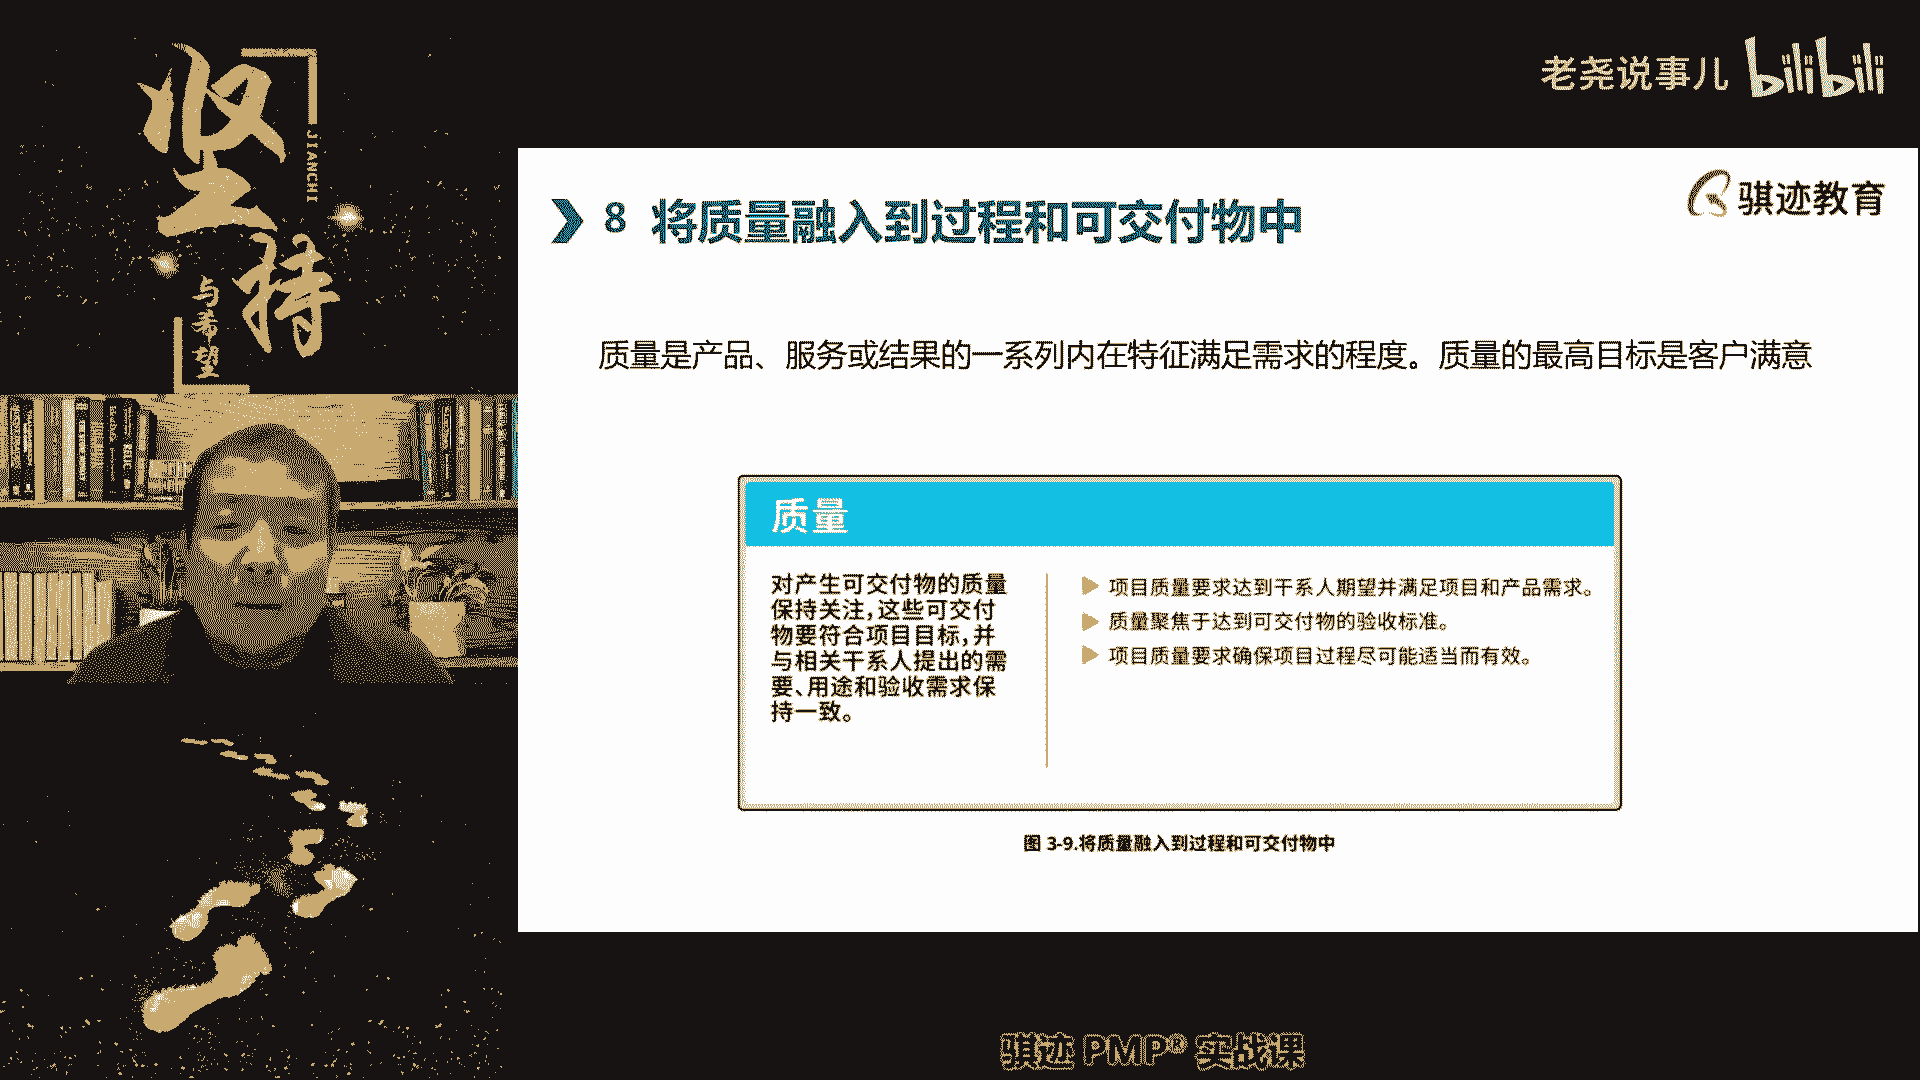 坚持
JIANCHI
与希望
老尧说事儿 bilibili
骐迹教育
8 将质量融入到过程和可交付物中
质量是产品、服务或结果的一系列内在特征满足需求的程度。质量的最高目标是客户满意
质量
对产生可交付物的质量
保持关注,这些可交付
物要符合项目目标,并
与相关干系人提出的需
要、用途和验收需求保
持一致。
项目质量要求达到干系人期望并满足项目和产品需求。
质量聚焦于达到可交付物的验收标准。
项目质量要求确保项目过程尽可能适当而有效。
图 3-9.将质量融入到过程和可交付物中
骐迹 PMP® 实战课